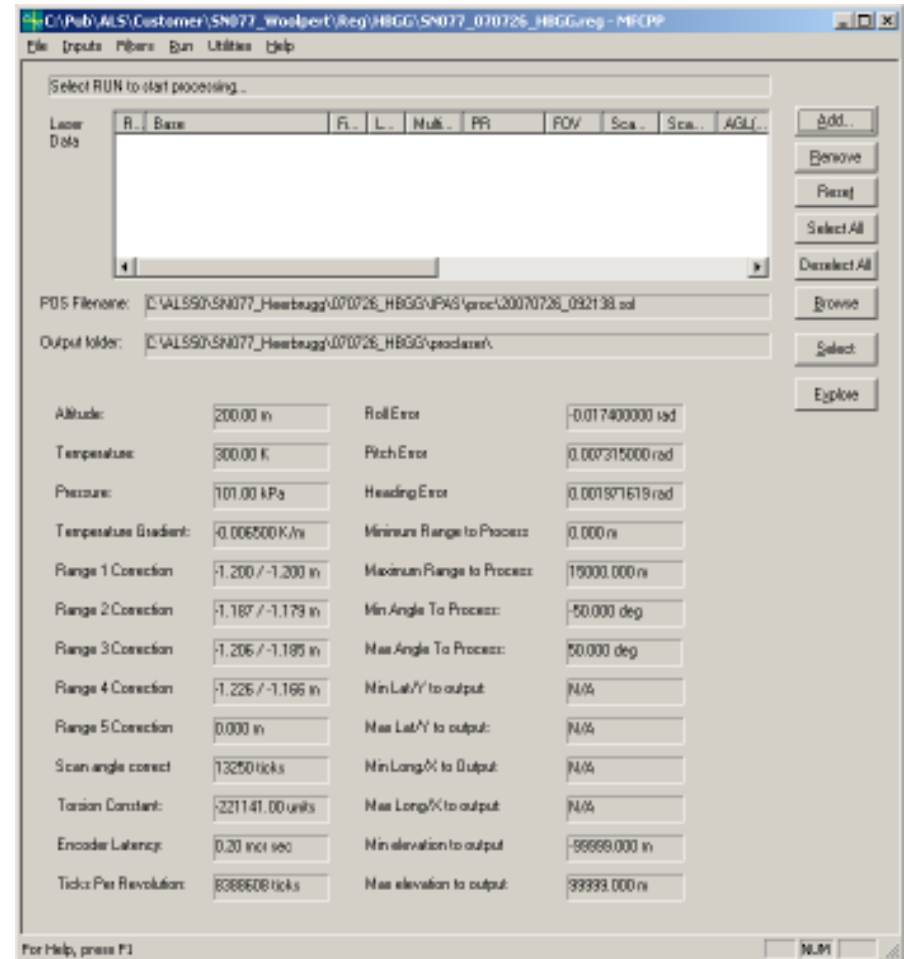 C:\Pub\ALS\Customer\SN077_Woolpert\Reg\HBGG\SN077_070726_HBGG.reg - MFCPP
File Inputs Filters Run Utilities Help
Select RUN to start processing...
Laser Data
R... Base Fi... L... Multi... PR FOV Sca... Sca... AGL(...
Add...
Remove
Reset
Select All
Deselect All
POS Filename: E:\ALS50\SN077_Heerbrugg\070726_HBGG\IPAS\proc\20070726_092138.sol Browse
Output folder: E:\ALS50\SN077_Heerbrugg\070726_HBGG\proclaser\ Select
Explore
Altitude: 200.00 m Roll Error -0.017400000 rad
Temperature: 300.00 K Pitch Error 0.007315000 rad
Pressure: 101.00 kPa Heading Error 0.001971619 rad
Temperature Gradient: -0.006500 K/m Minimum Range to Process 0.000 m
Range 1 Correction -1.200 / -1.200 m Maximum Range to Process 15000.000 m
Range 2 Correction -1.187 / -1.179 m Min Angle To Process: -50.000 deg
Range 3 Correction -1.206 / -1.185 m Max Angle To Process: 50.000 deg
Range 4 Correction -1.226 / -1.166 m Min Lat/Y to output N/A
Range 5 Correction 0.000 m Max Lat/Y to output: N/A
Scan angle correct 13250 ticks Min Long/X to Output N/A
Torsion Constant: -221141.00 units Max Long/X to output: N/A
Encoder Latency: 0.20 mcr sec Min elevation to output -99999.000 m
Ticks Per Revolution: 8388608 ticks Max elevation to output 99999.000 m
For Help, press F1 NUM